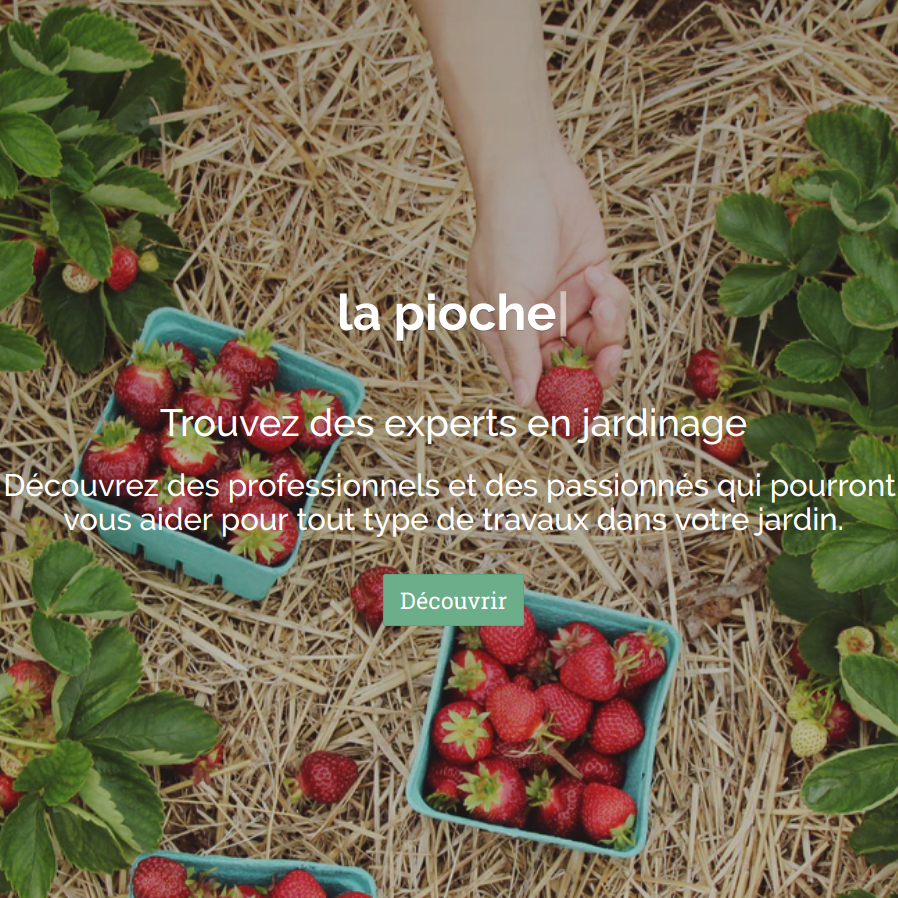 la pioche
Trouvez des experts en jardinage
Découvrez des professionnels et des passionnés qui pourront
vous aider pour tout type de travaux dans votre jardin.
Découvrir